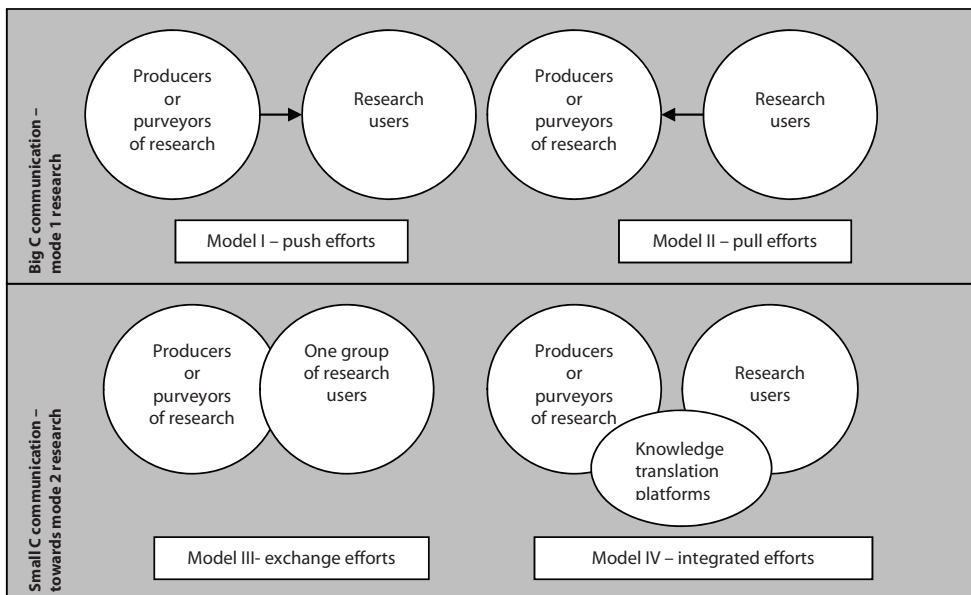 Big C communication –
mode 1 research
Producers
or
purveyors
of research
Research
users
Model I – push efforts
Producers
or
purveyors
of research
Research
users
Model II – pull efforts
Small C communication –
towards mode 2 research
Producers
or
purveyors
of research
One group
of research
users
Model III- exchange efforts
Producers
or
purveyors
of research
Research
users
Knowledge
translation
platforms
Model IV – integrated efforts